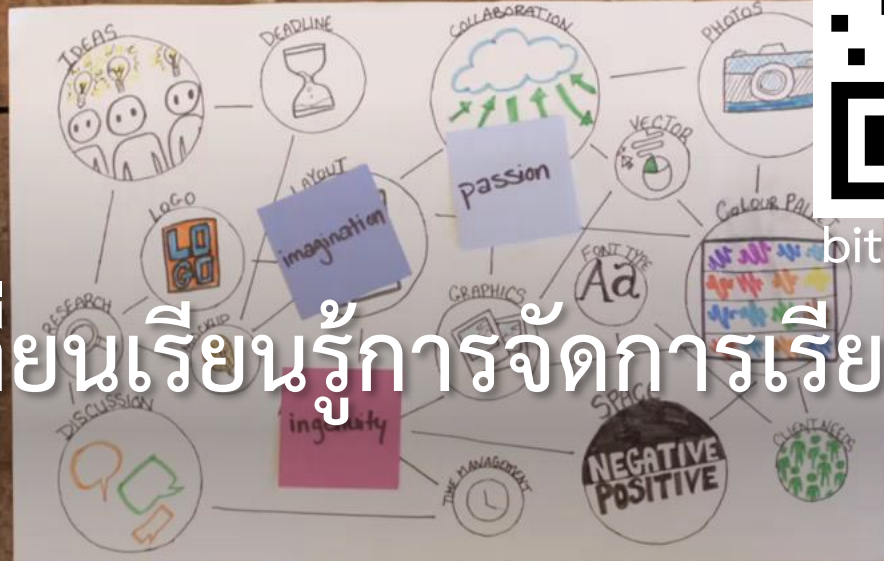 IDEAS
DEADLINE
COLLABORATION
PHOTOS
VECTOR
LAYOUT
passion
LOGO
LO
GO
imagination
COLOUR
bit
FONT TYPE
Aa
RESEARCH
GRAPHICS
ยนเรียนรู้การจัดการเรีย
DISCUSSION
ingenuity
SPACE
NEGATIVE
POSITIVE
CLIENT NEEDS
TIME MANAGEMENT